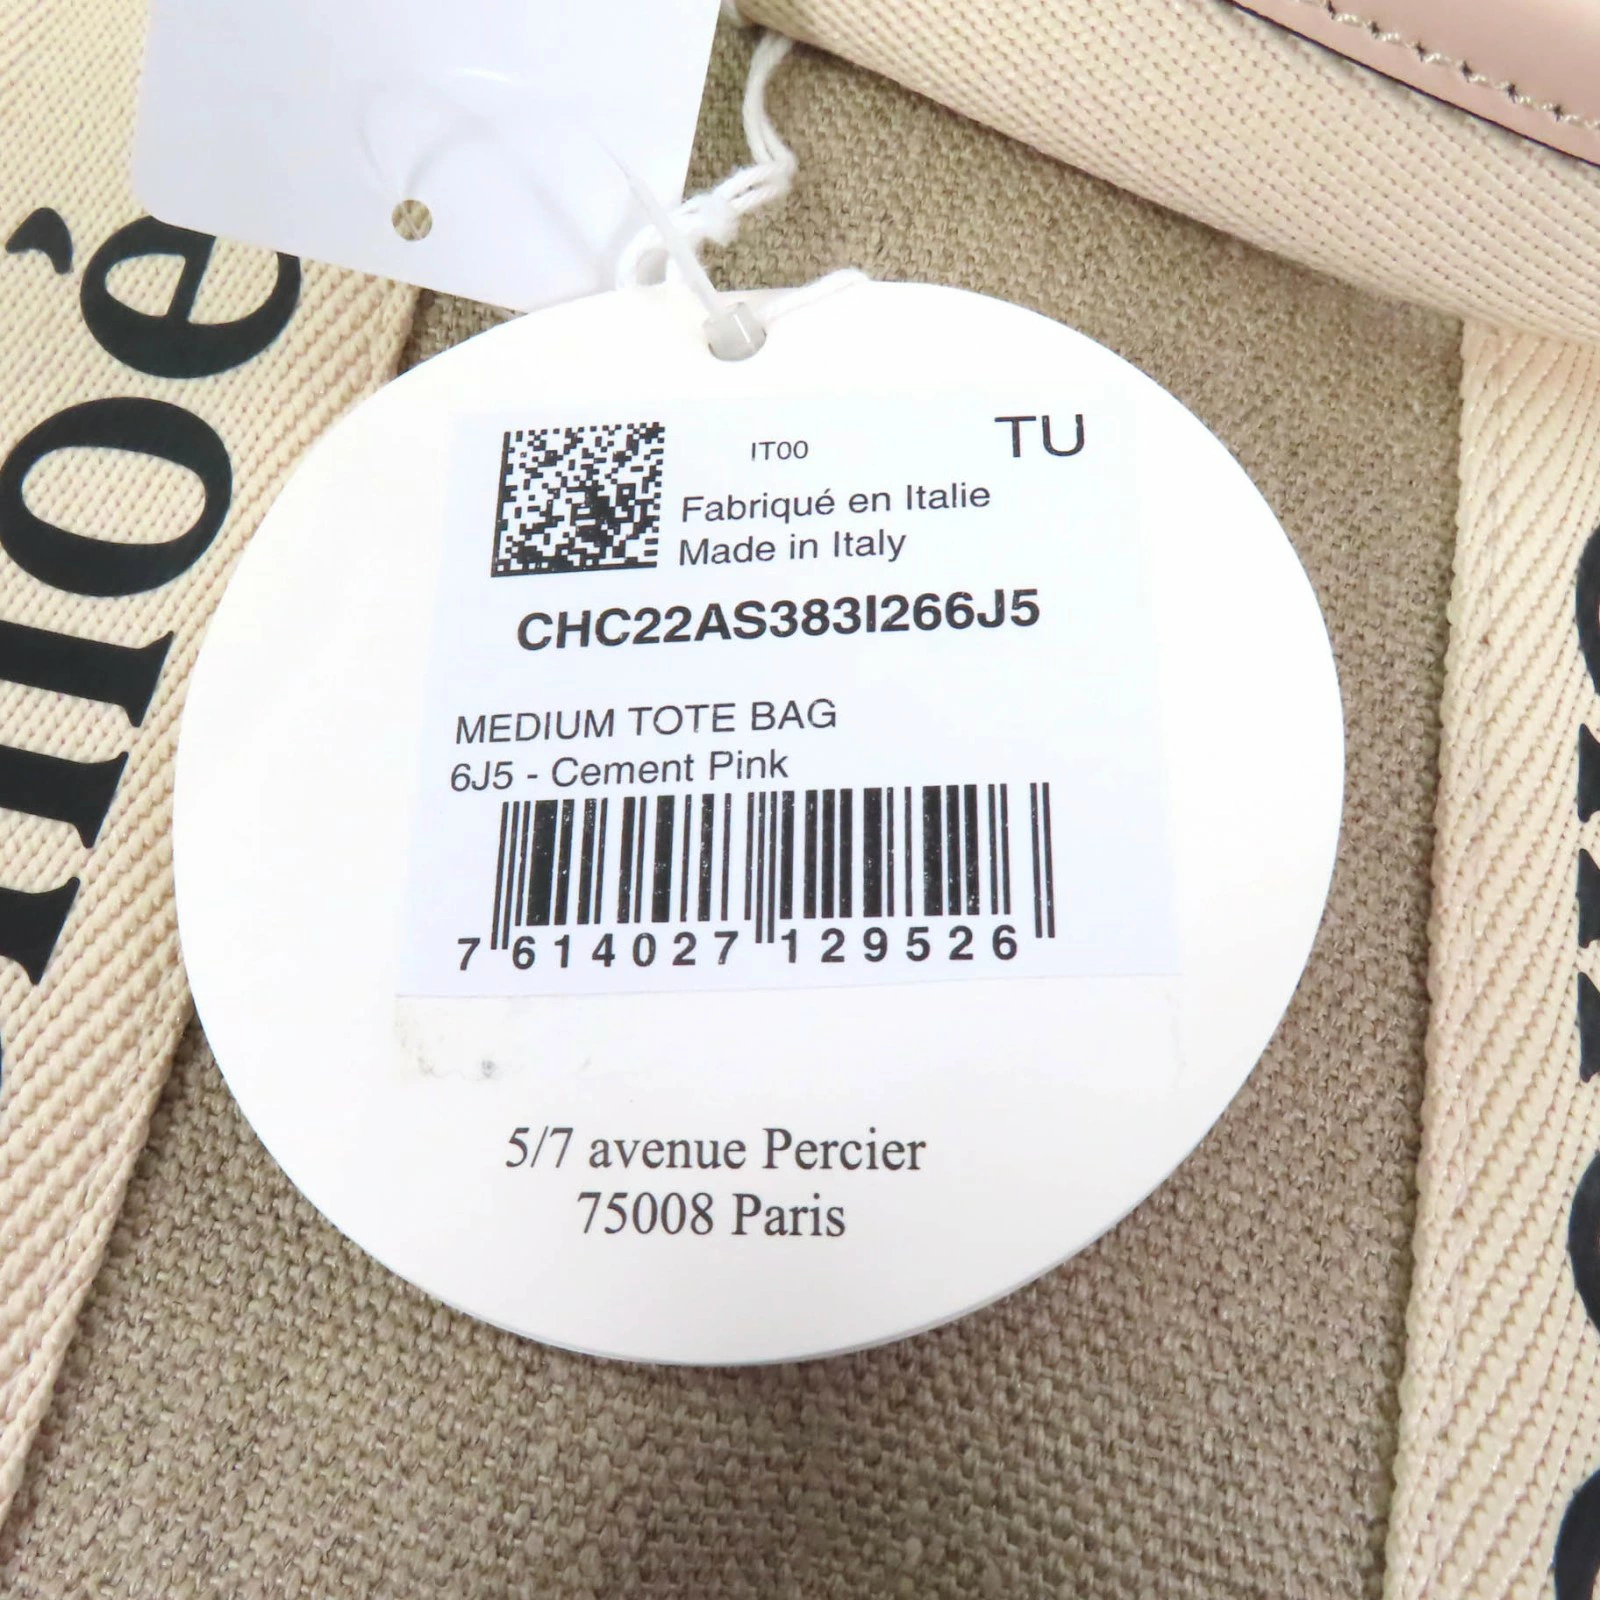 IT00
TU
Fabriqué en Italie
Made in Italy
CHC22AS383I266J5
MEDIUM TOTE BAG
6J5 - Cement Pink
7 614027 129526
5/7 avenue Percier
75008 Paris